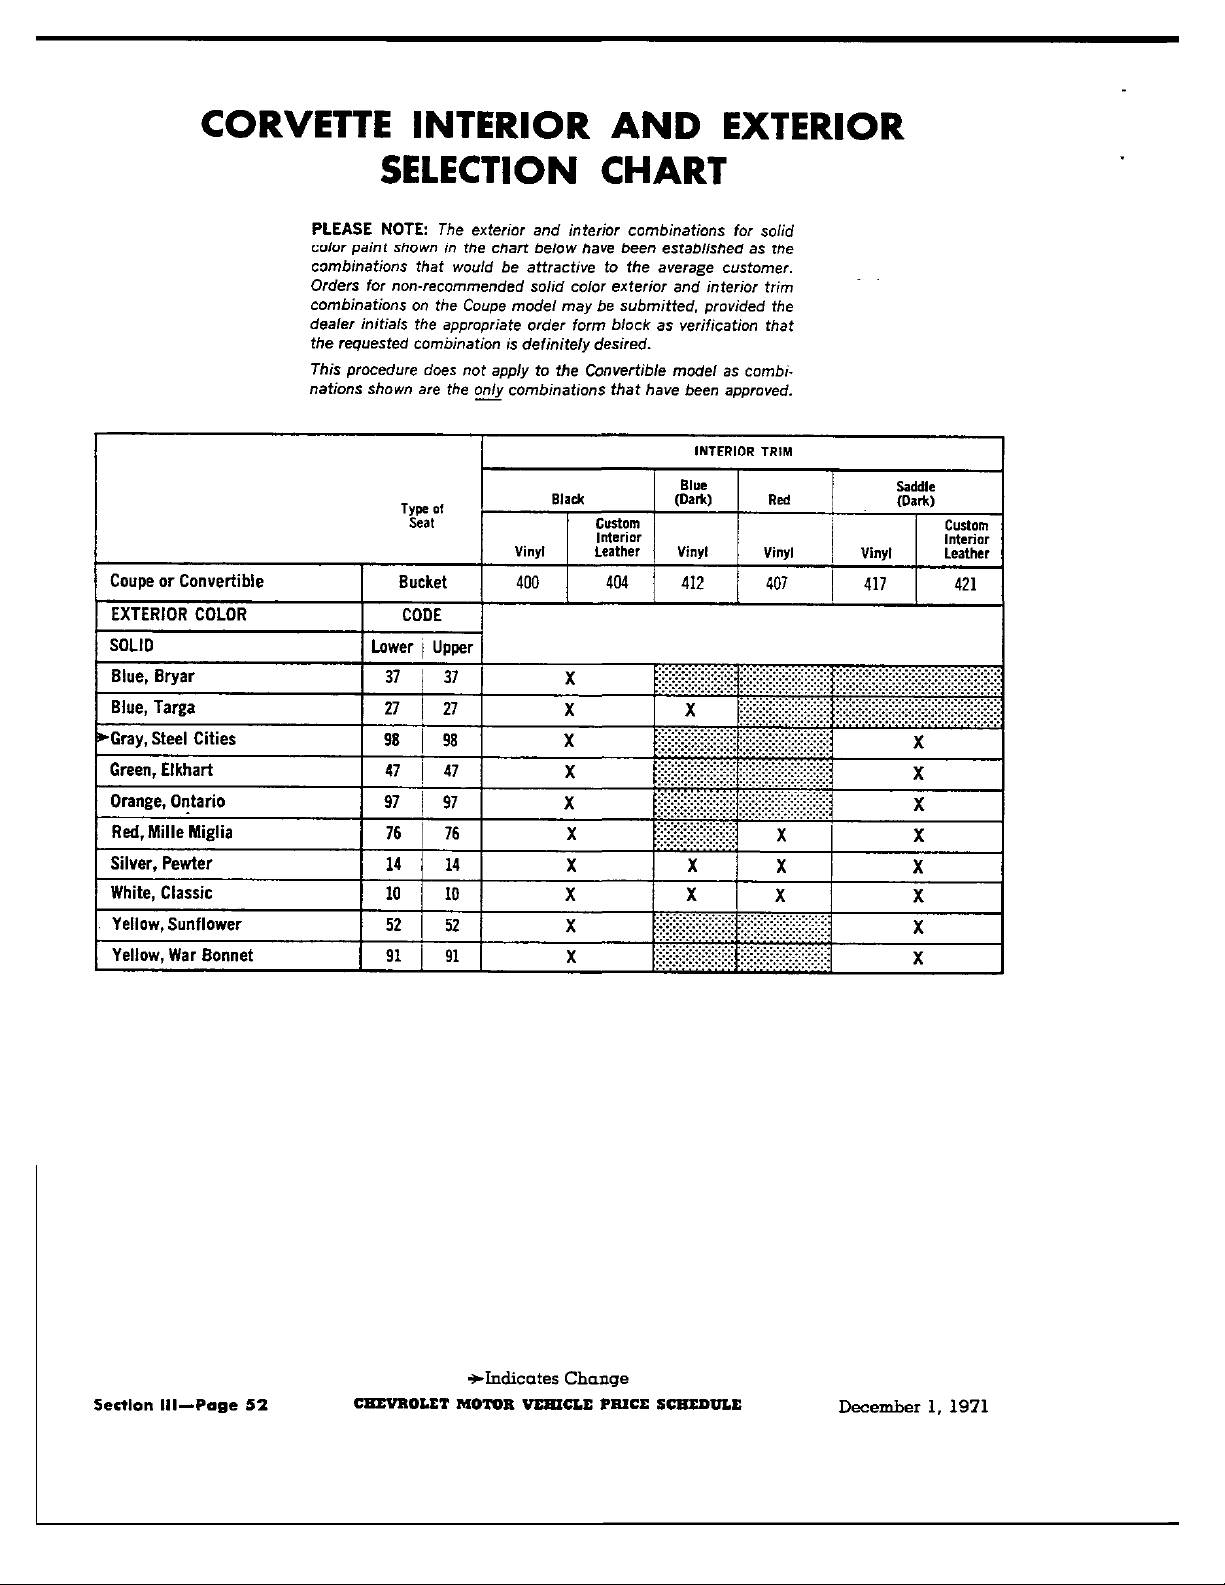 CORVETTE INTERIOR AND EXTERIOR
SELECTION CHART
PLEASE NOTE: The exterior and interior combinations for solid
color paint shown in the chart below have been established as the
combinations that would be attractive to the average customer.
Orders for non-recommended solid color exterior and interior trim
combinations on the Coupe model may be submitted, provided the
dealer initials the appropriate order form block as verification that
the requested combination is definitely desired.
This procedure does not apply to the Convertible model as combi-
nations shown are the only combinations that have been approved.
INTERIOR TRIM
Type of
Seat
Black
Blue
(Dark)
Red
Saddle
(Dark)
Vinyl
Custom
Interior
Leather
Vinyl
Vinyl
Vinyl
Custom
Interior
Leather
Coupe or Convertible Bucket 400 404 412 407 417 421
EXTERIOR COLOR CODE
SOLID Lower Upper
Blue, Bryar 37 37 X
Blue, Targa 27 27 X X
➛Gray, Steel Cities 98 98 X X
Green, Elkhart 47 47 X X
Orange, Ontario 97 97 X X
Red, Mille Miglia 76 76 X X X
Silver, Pewter 14 14 X X X X
White, Classic 10 10 X X X X
Yellow, Sunflower 52 52 X X
Yellow, War Bonnet 91 91 X X
➛Indicates Change
Section III—Page 52 CHEVROLET MOTOR VEHICLE PRICE SCHEDULE December 1, 1971